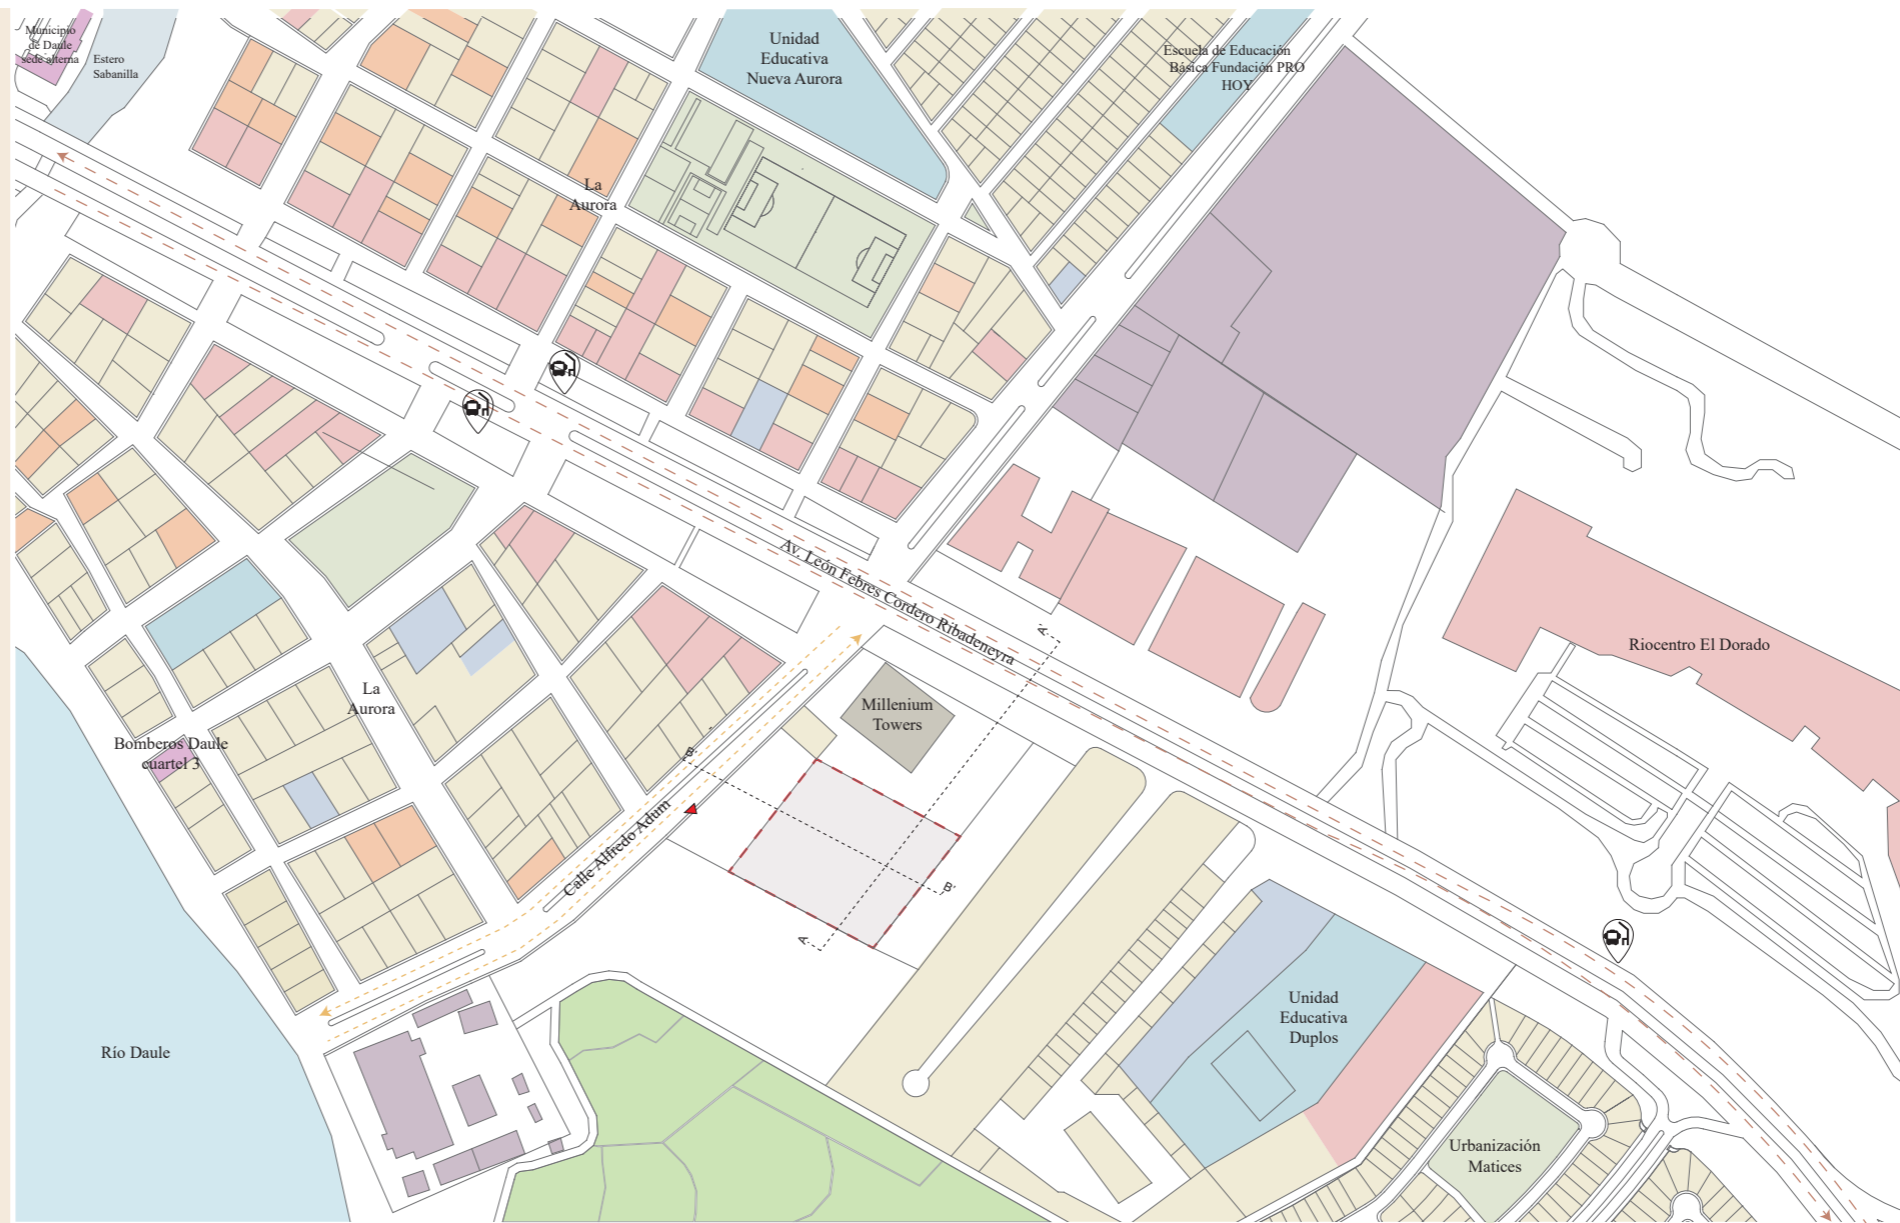 Municipio
de Daule
sede alterna
Estero
Sabanilla
Unidad
Educativa
Nueva Aurora
Escuela de Educación
Básica Fundación PRO
HOY
La
Aurora
Av. León Febres Cordero Ribadeneyra
A'
Riocentro El Dorado
La
Aurora
Millenium
Towers
Bomberos Daule
cuartel 3
B'
Calle Alfredo Adum
B'
A'
Unidad
Educativa
Duplos
Río Daule
Urbanización
Matices